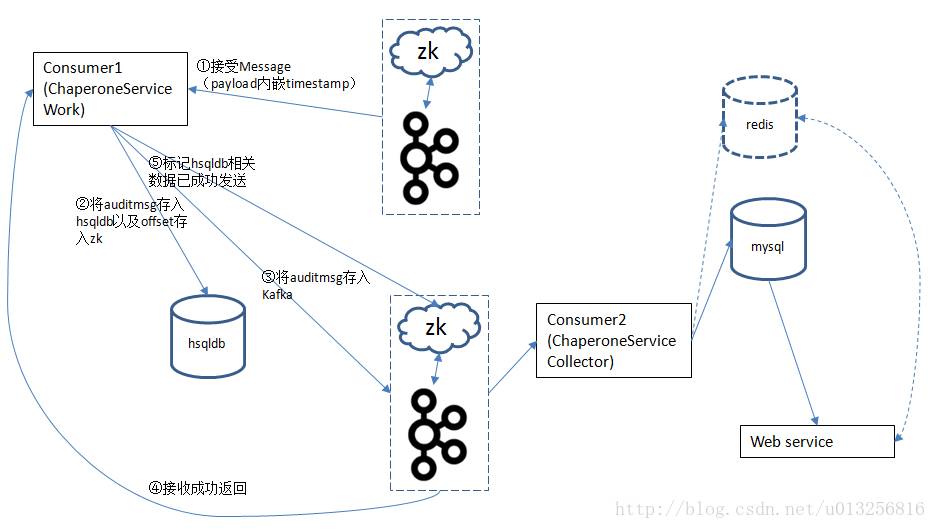 zk
Consumer1
(ChaperoneService
Work)
①接受Message
（payload内嵌timestamp）
redis
⑤标记hsqldb相关
数据已成功发送
②将auditmsg存入
hsqldb以及offset存
入zk
mysql
③将auditmsg存入
Kafka
hsqldb
zk
Consumer2
(ChaperoneService
Collector)
Web service
④接收成功返回
http://blog.csdn.net/u013256816